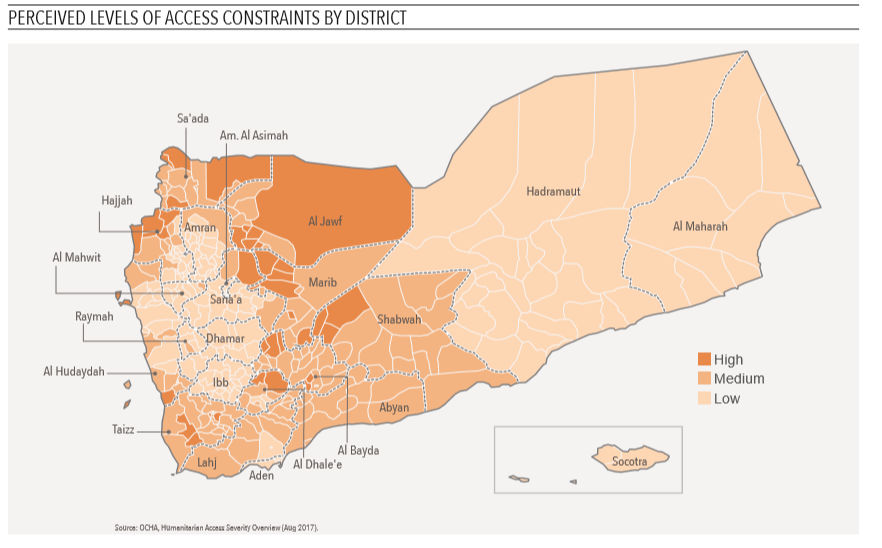 PERCEIVED LEVELS OF ACCESS CONSTRAINTS BY DISTRICT
Sa'ada
Am. Al Asimah
Hadramaut
Hajjah
Al Jawf
Amran
Al Maharah
Al Mahwit
Marib
Sana'a
Raymah
Shabwah
Dhamar
High
Al Hudaydah
Medium
Ibb
Low
Abyan
Taizz
Al Bayda
Lahj
Al Dhale'e
Socotra
Aden
Source: OCHA, Humanitarian Access Severity Overview (Aug 2017).